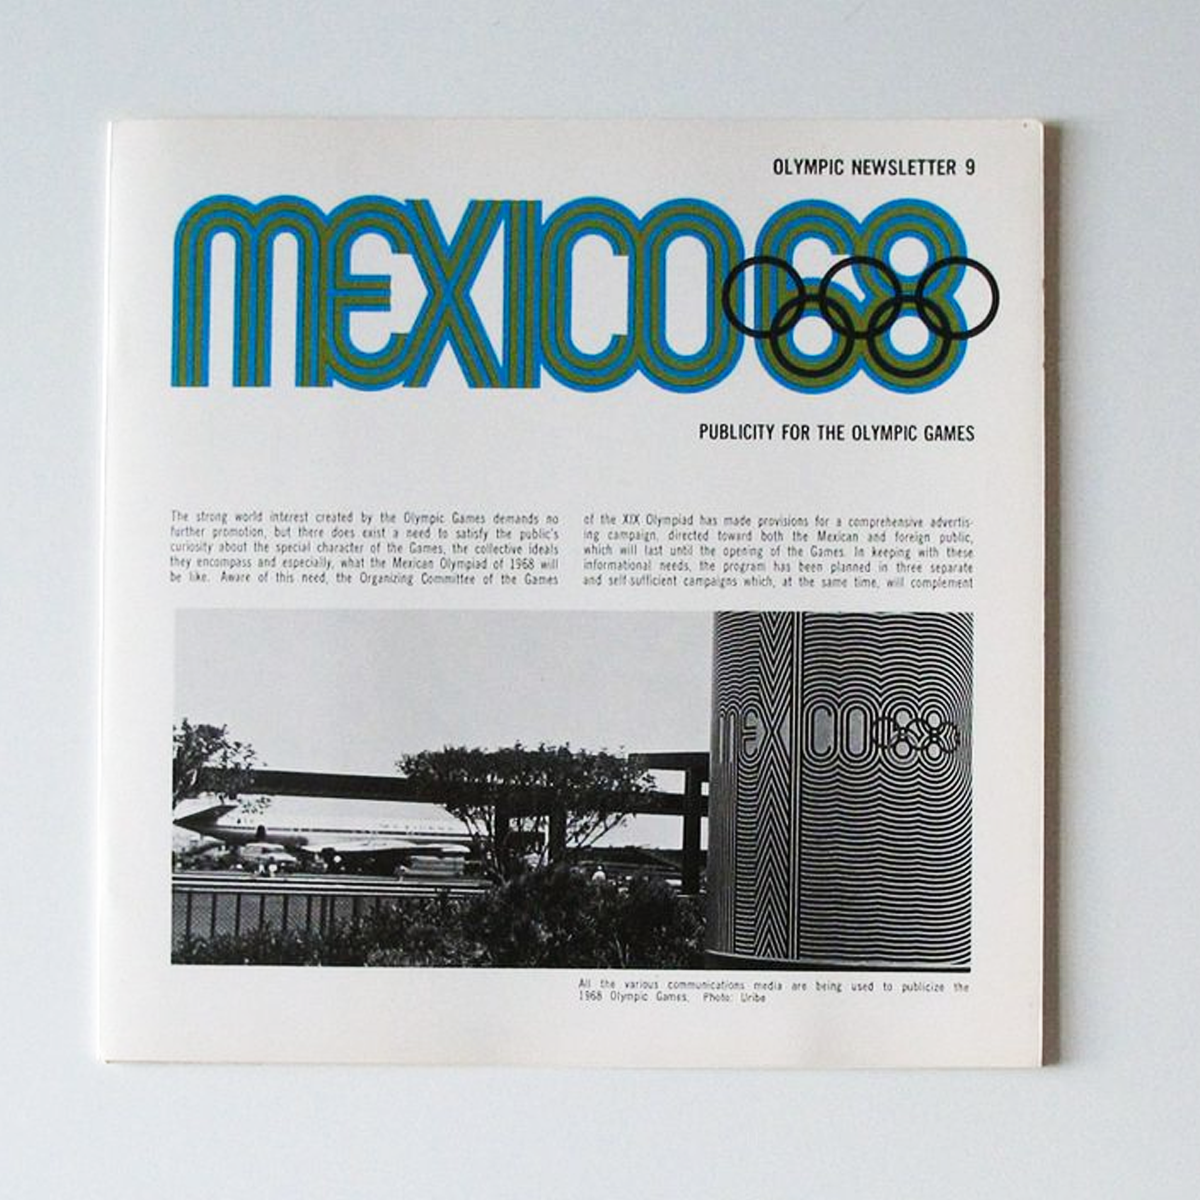 OLYMPIC NEWSLETTER 9
MEXICO68
PUBLICITY FOR THE OLYMPIC GAMES
The strong world interest created by the Olympic Games demands no
further promotion, but there does exist a need to satisfy the public's
curiosity about the special character of the Games, the collective ideals
they encompass and especially, what the Mexican Olympiad of 1968 will
be like. Aware of this need, the Organizing Committee of the Games
of the XIX Olympiad has made provisions for a comprehensive advertis-
ing campaign, directed toward both the Mexican and foreign public,
which will last until the opening of the Games. In keeping with these
informational needs, the program has been planned in three separate
and self-sufficient campaigns which, at the same time, will complement
MEXICO68
All the various communications media are being used to publicize the
1968 Olympic Games. Photo: Uribe